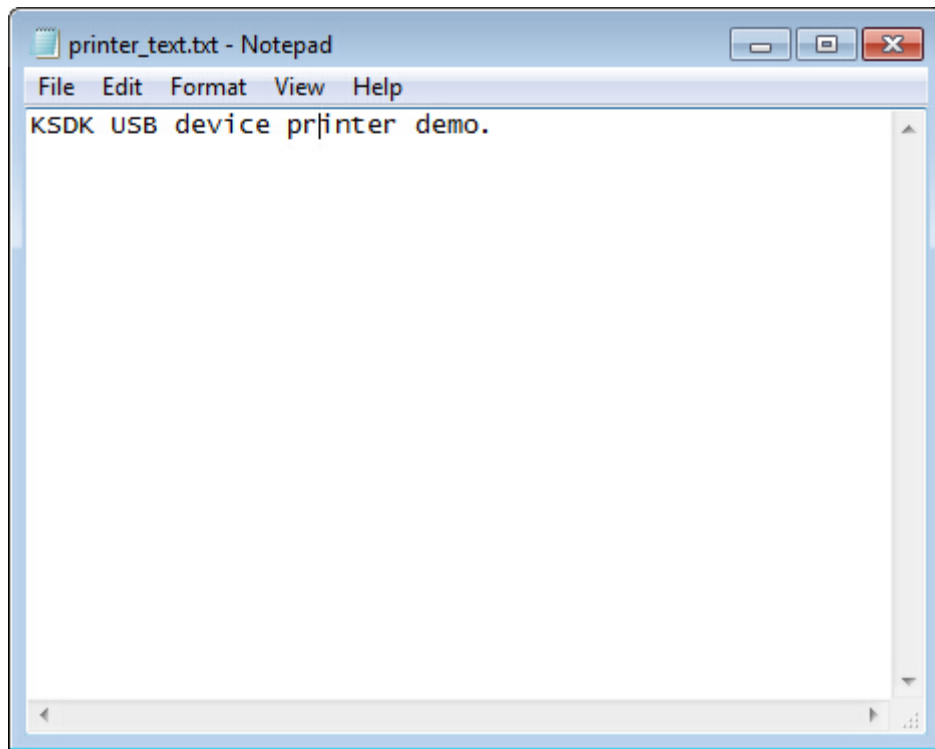 printer_text.txt - Notepad
File Edit Format View Help
KSDK USB device printer demo.